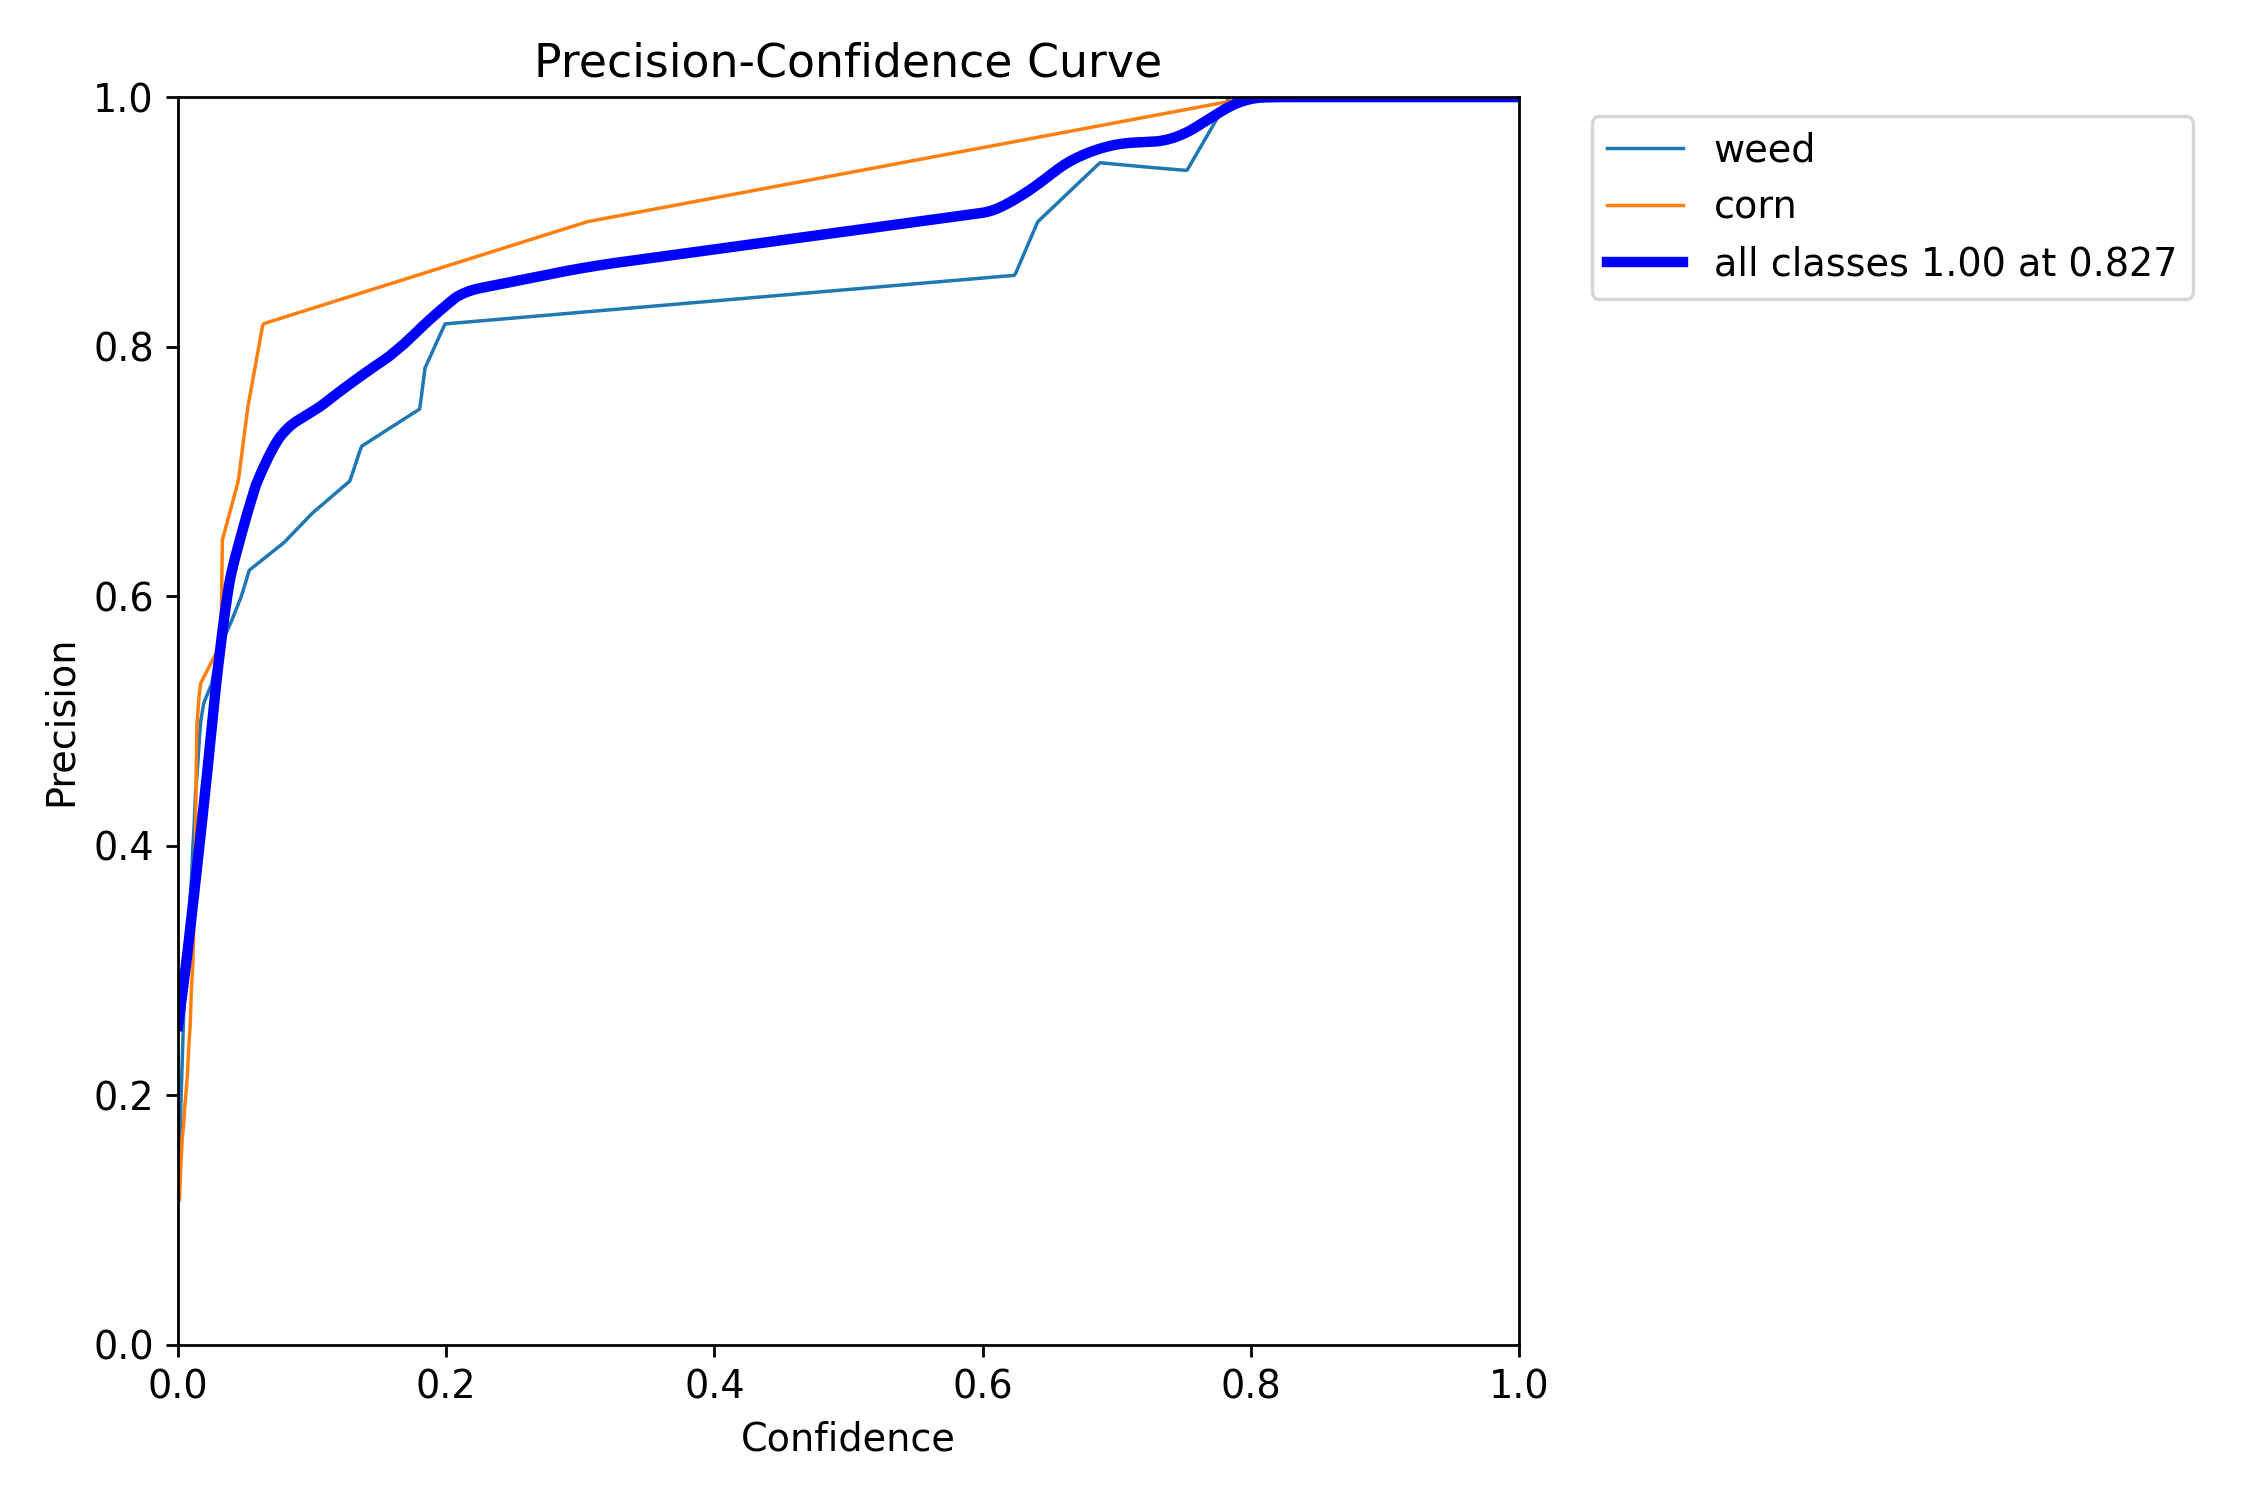 Precision-Confidence Curve
1.0
0.8
0.6
0.4
0.2
0.0
Precision
0.0 0.2 0.4 0.6 0.8 1.0
Confidence
weed
corn
all classes 1.00 at 0.827